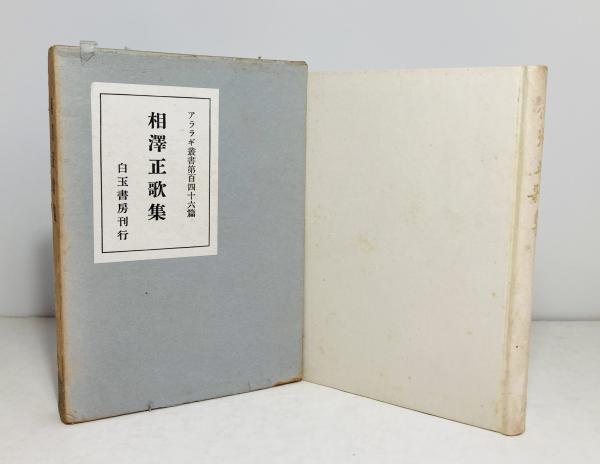 アララギ叢書第百四十六篇
相澤正歌集
白玉書房刊行